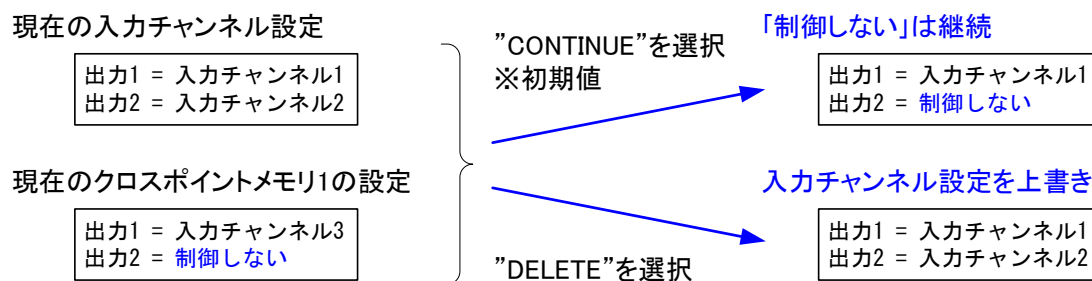 現在の入力チャンネル設定
出力1 = 入力チャンネル1
出力2 = 入力チャンネル2
現在のクロスポイントメモリ1の設定
出力1 = 入力チャンネル3
出力2 = 制御しない
”CONTINUE”を選択
※初期値
”DELETE”を選択
「制御しない」は継続
出力1 = 入力チャンネル1
出力2 = 制御しない
入力チャンネル設定を上書き
出力1 = 入力チャンネル1
出力2 = 入力チャンネル2